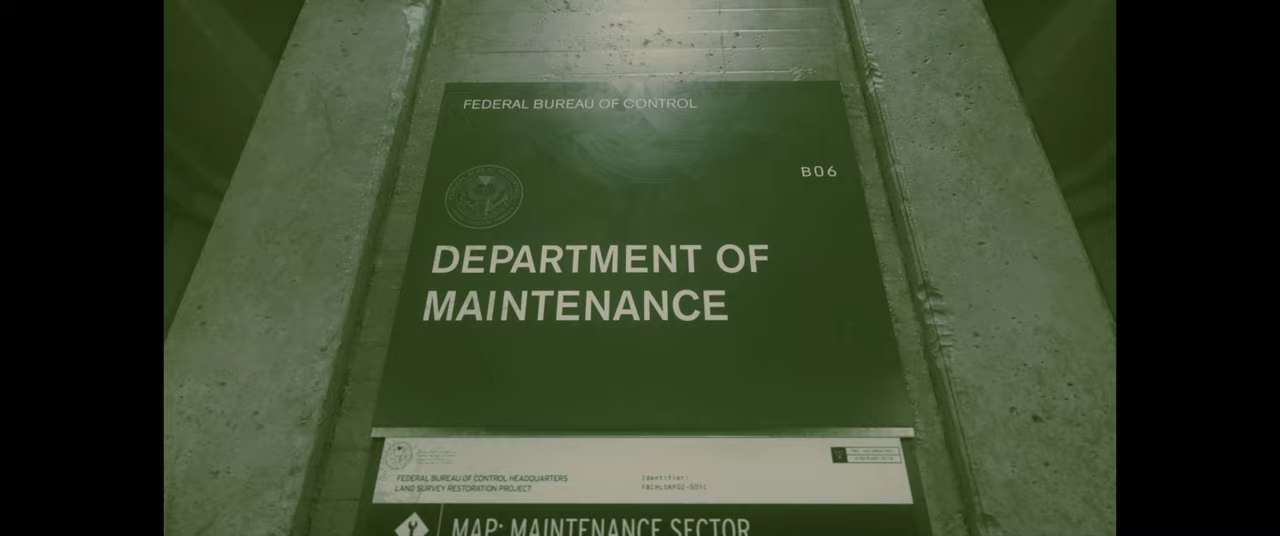 FEDERAL BUREAU OF CONTROL
B06
DEPARTMENT OF
MAINTENANCE
FEDERAL BUREAU OF CONTROL HEADQUARTERS
LAND SURVEY RESTORATION PROJECT
Identifier:
MAP: MAINTENANCE SECTOR